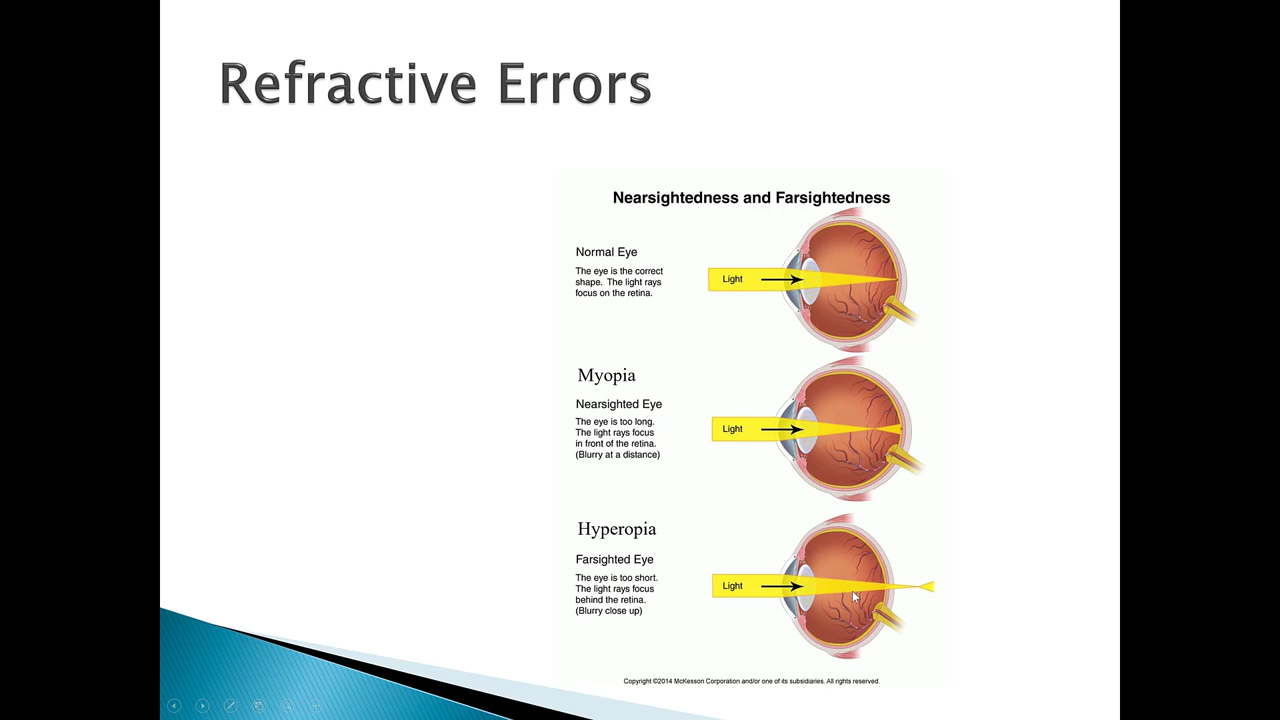 Refractive Errors
Nearsightedness and Farsightedness
Normal Eye
The eye is the correct
shape. The light rays
focus on the retina.
Light
Myopia
Nearsighted Eye
The eye is too long.
The light rays focus
in front of the retina.
(Blurry at a distance)
Light
Hyperopia
Farsighted Eye
The eye is too short.
The light rays focus
behind the retina.
(Blurry close up)
Light
Copyright ©2014 McKesson Corporation and/or one of its subsidiaries. All rights reserved.